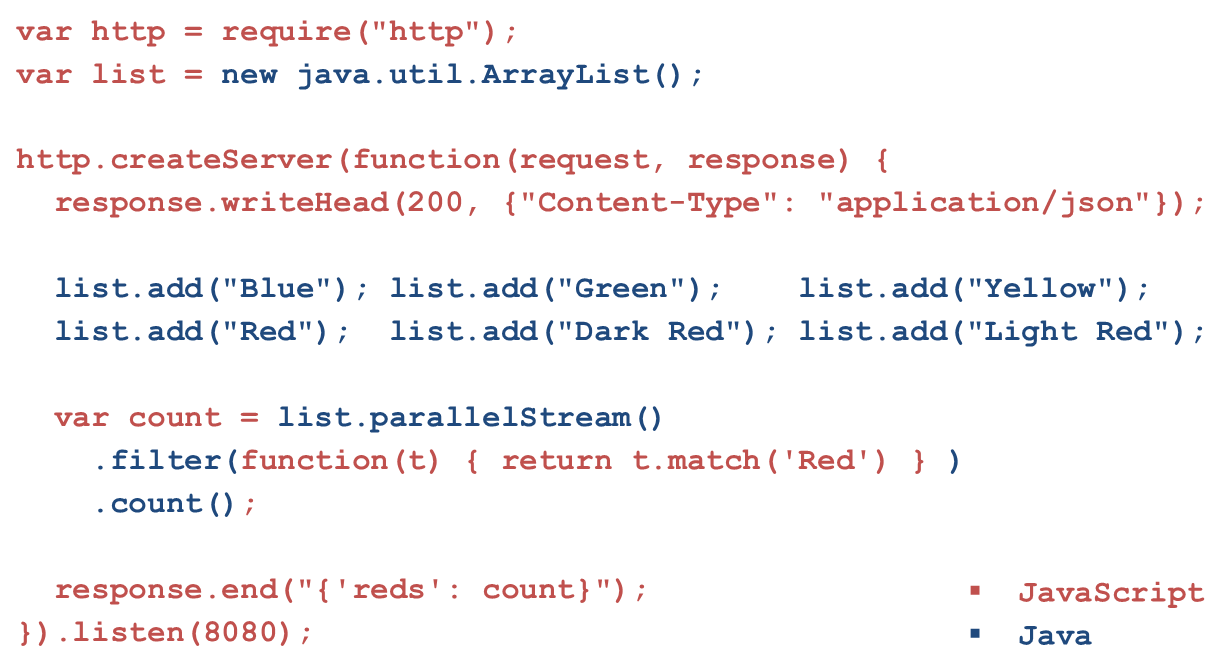 var http = require("http");
var list = new java.util.ArrayList();

http.createServer(function(request, response) {
  response.writeHead(200, {"Content-Type": "application/json"});

  list.add("Blue"); list.add("Green");    list.add("Yellow");
  list.add("Red");  list.add("Dark Red"); list.add("Light Red");

  var count = list.parallelStream()
    .filter(function(t) { return t.match('Red') } )
    .count();

  response.end("{'reds': count}");
}).listen(8080);
▪ JavaScript
▪ Java